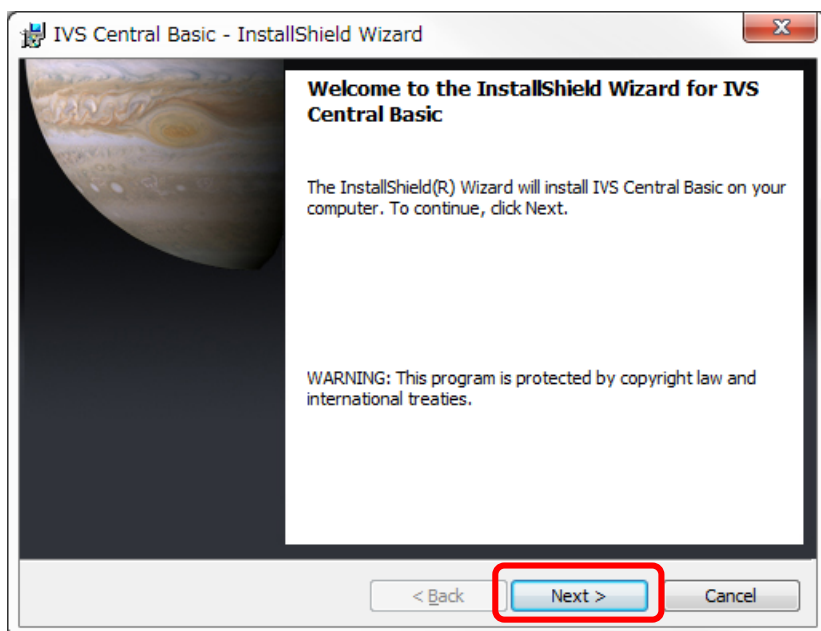 IVS Central Basic - InstallShield Wizard
X
Welcome to the InstallShield Wizard for IVS
Central Basic
The InstallShield(R) Wizard will install IVS Central Basic on your
computer. To continue, click Next.
WARNING: This program is protected by copyright law and
international treaties.
< Back
Next >
Cancel